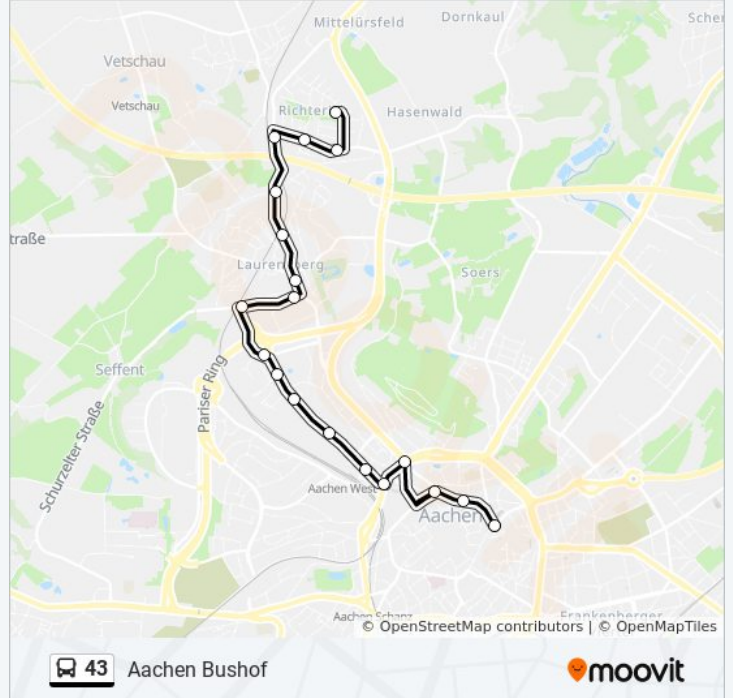 Mittelürsfeld
Dornkaul
Vetschau
Vetschau
Richter
Hasenwald
traße
Laurensberg
Soers
Seffent
Pariser Ring
Schurzelter Straße
Aachen West
Aachen
Aachen Schanz
Frankenberger
© OpenStreetMap contributors | © OpenMapTiles
43 Aachen Bushof
moovit